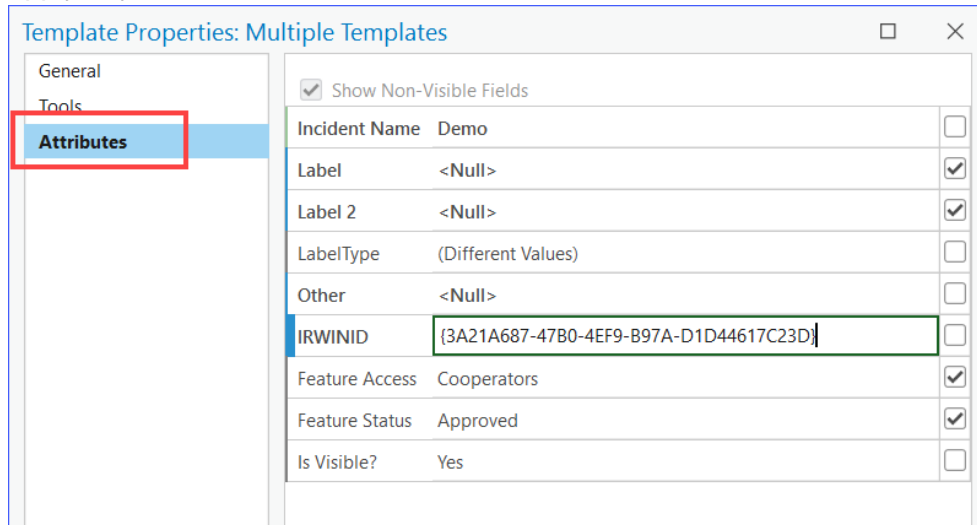 Template Properties: Multiple Templates
General
Tools
Attributes
Show Non-Visible Fields
Incident Name Demo
Label <Null>
Label 2 <Null>
LabelType (Different Values)
Other <Null>
IRWINID {3A21A687-47B0-4EF9-B97A-D1D44617C23D}
Feature Access Cooperators
Feature Status Approved
Is Visible? Yes